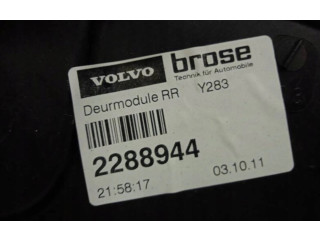 VOLVO brose
Technik für Automobile
Deurmodule RR Y283
2288944
21:58:17 03.10.11